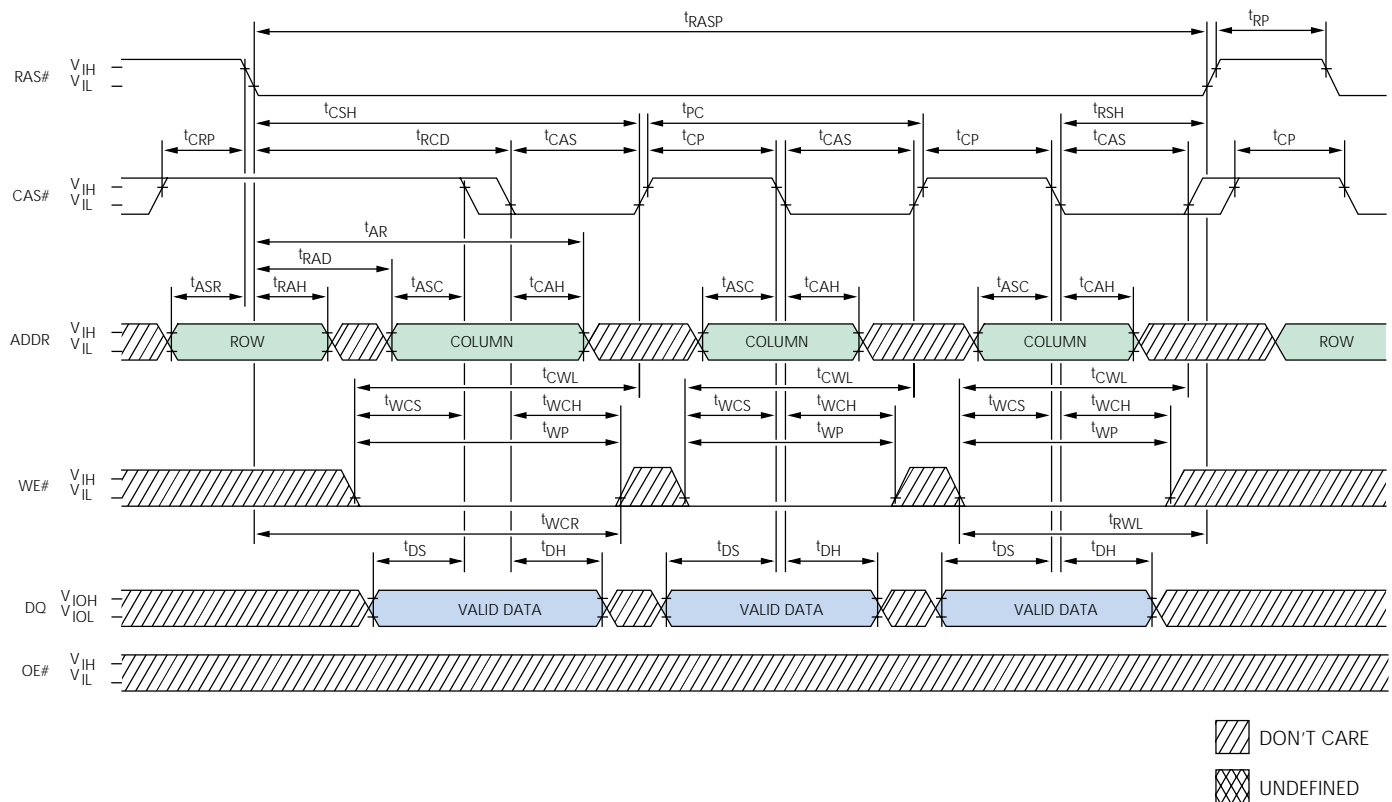 tRASP tRP
RAS# VIH
VIL
tCSH tPC tRSH
tCRP tRCD tCAS tCP tCAS tCP tCAS tCP
CAS# VIH
VIL
tAR
tRAD
tASR tRAH tASC tCAH tASC tCAH tASC tCAH
ADDR VIH
VIL
ROW COLUMN COLUMN COLUMN ROW
tCWL tCWL tCWL
tWCS tWCH tWCS tWCH tWCS tWCH
tWP tWP tWP
WE# VIH
VIL
tWCR tRWL
tDS tDH tDS tDH tDS tDH
DQ VIOH
VIOL
VALID DATA VALID DATA VALID DATA
OE# VIH
VIL
DON'T CARE
UNDEFINED